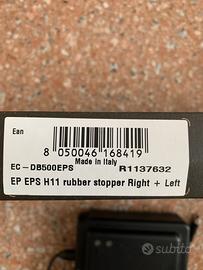 Ean
8 050046 168419
Made in Italy
EC-DB500EPS
R1137632
EP EPS H11 rubber stopper Right + Left
subito